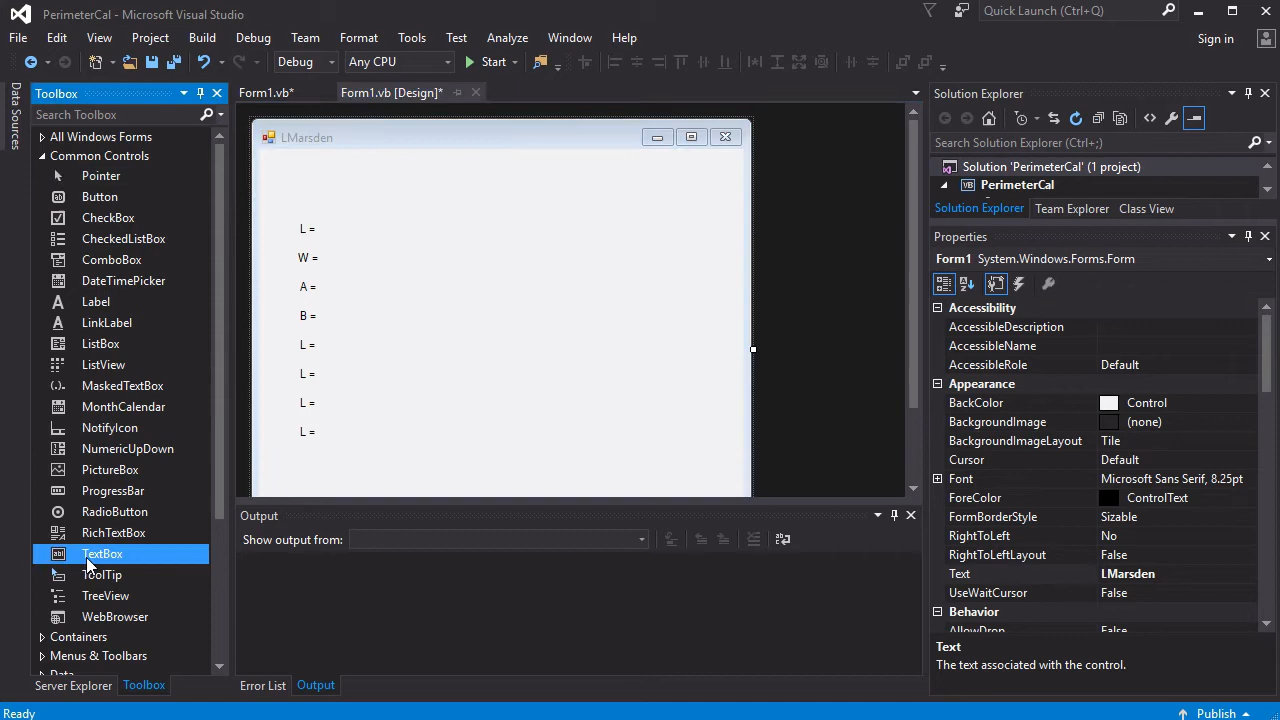 PerimeterCal - Microsoft Visual Studio
Quick Launch (Ctrl+Q)
File Edit View Project Build Debug Team Format Tools Test Analyze Window Help
Sign in
Debug Any CPU Start
Data Sources
Toolbox
Search Toolbox
All Windows Forms
Common Controls
Pointer
Button
CheckBox
CheckedListBox
ComboBox
DateTimePicker
Label
LinkLabel
ListBox
ListView
MaskedTextBox
MonthCalendar
NotifyIcon
NumericUpDown
PictureBox
ProgressBar
RadioButton
RichTextBox
TextBox
ToolTip
TreeView
WebBrowser
Containers
Menus & Toolbars
Data
Server Explorer Toolbox
Form1.vb* Form1.vb [Design]*
LMarsden
L =
W =
A =
B =
L =
L =
L =
L =
Output
Show output from:
Error List Output
Solution Explorer
Search Solution Explorer (Ctrl+;)
Solution 'PerimeterCal' (1 project)
VB PerimeterCal
Solution Explorer Team Explorer Class View
Properties
Form1 System.Windows.Forms.Form
Accessibility
AccessibleDescription
AccessibleName
AccessibleRole Default
Appearance
BackColor Control
BackgroundImage (none)
BackgroundImageLayout Tile
Cursor Default
Font Microsoft Sans Serif, 8.25pt
ForeColor ControlText
FormBorderStyle Sizable
RightToLeft No
RightToLeftLayout False
Text LMarsden
UseWaitCursor False
Behavior
AllowDrop False
Text
The text associated with the control.
Ready
Publish